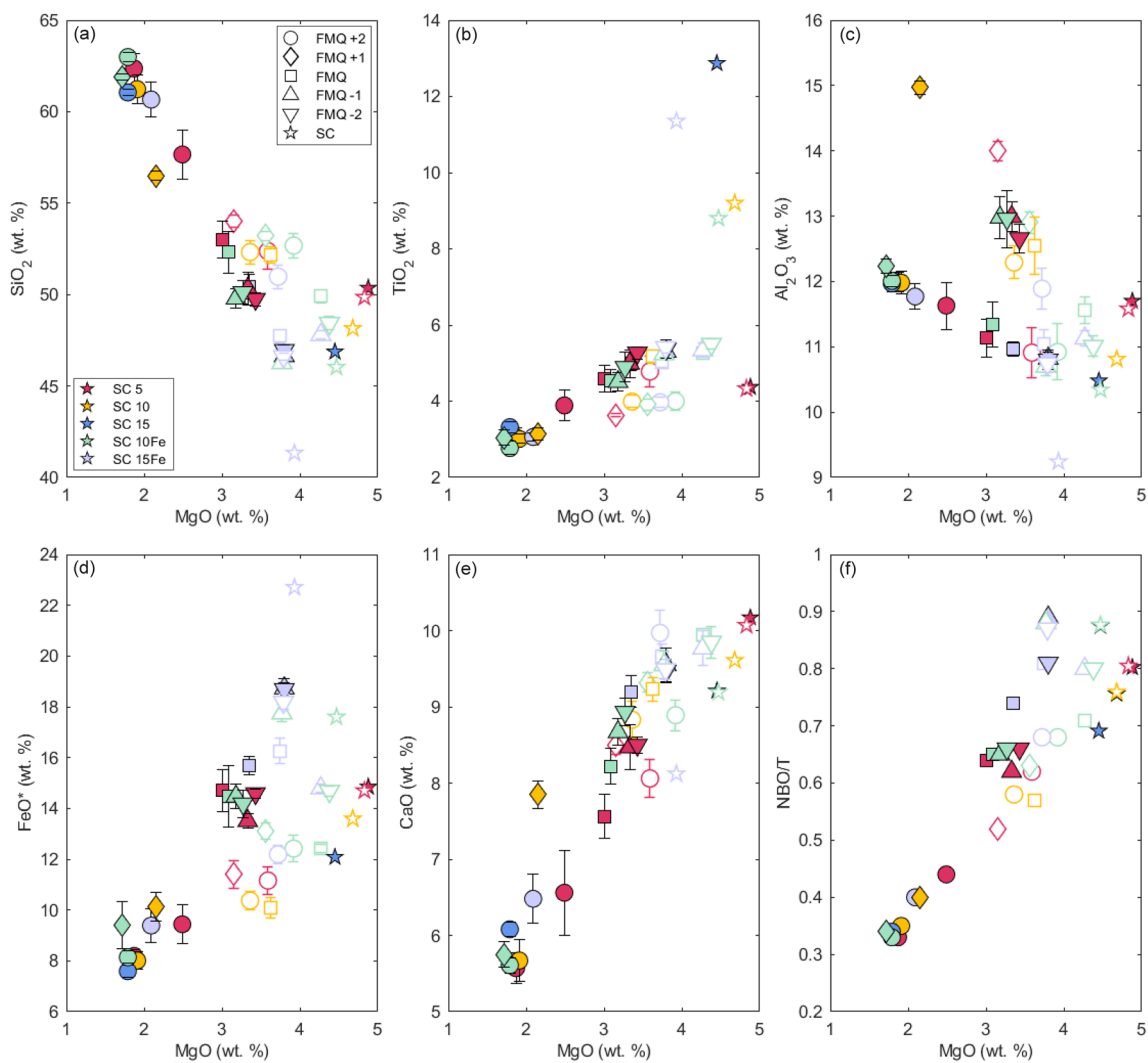 (a)
65
60
55
50
45
40
SiO2 (wt. %)
1 2 3 4 5
MgO (wt. %)
FMQ +2
FMQ +1
FMQ
FMQ -1
FMQ -2
SC
SC 5
SC 10
SC 15
SC 10Fe
SC 15Fe
(b)
14
12
10
8
6
4
2
TiO2 (wt. %)
1 2 3 4 5
MgO (wt. %)
(c)
16
15
14
13
12
11
10
9
Al2O3 (wt. %)
1 2 3 4 5
MgO (wt. %)
(d)
24
22
20
18
16
14
12
10
8
6
FeO* (wt. %)
1 2 3 4 5
MgO (wt. %)
(e)
11
10
9
8
7
6
5
CaO (wt. %)
1 2 3 4 5
MgO (wt. %)
(f)
1
0.9
0.8
0.7
0.6
0.5
0.4
0.3
0.2
NBO/T
1 2 3 4 5
MgO (wt. %)